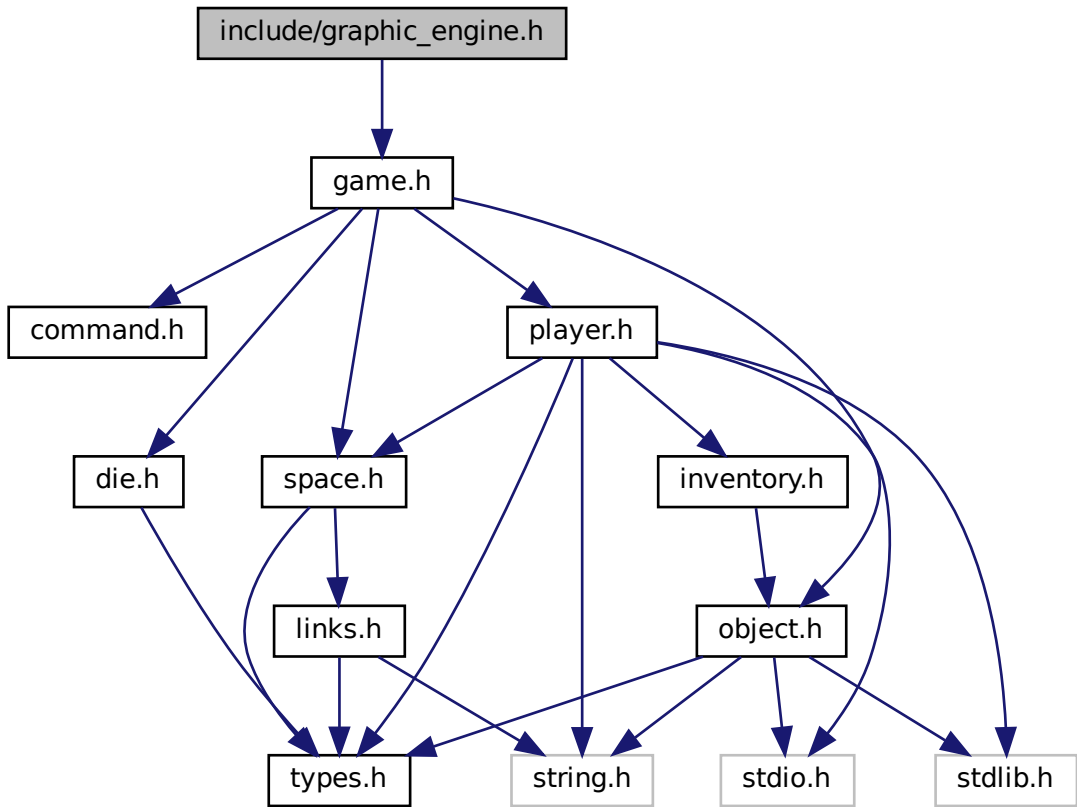 include/graphic_engine.h
game.h
command.h
player.h
die.h
space.h
inventory.h
links.h
object.h
types.h
string.h
stdio.h
stdlib.h